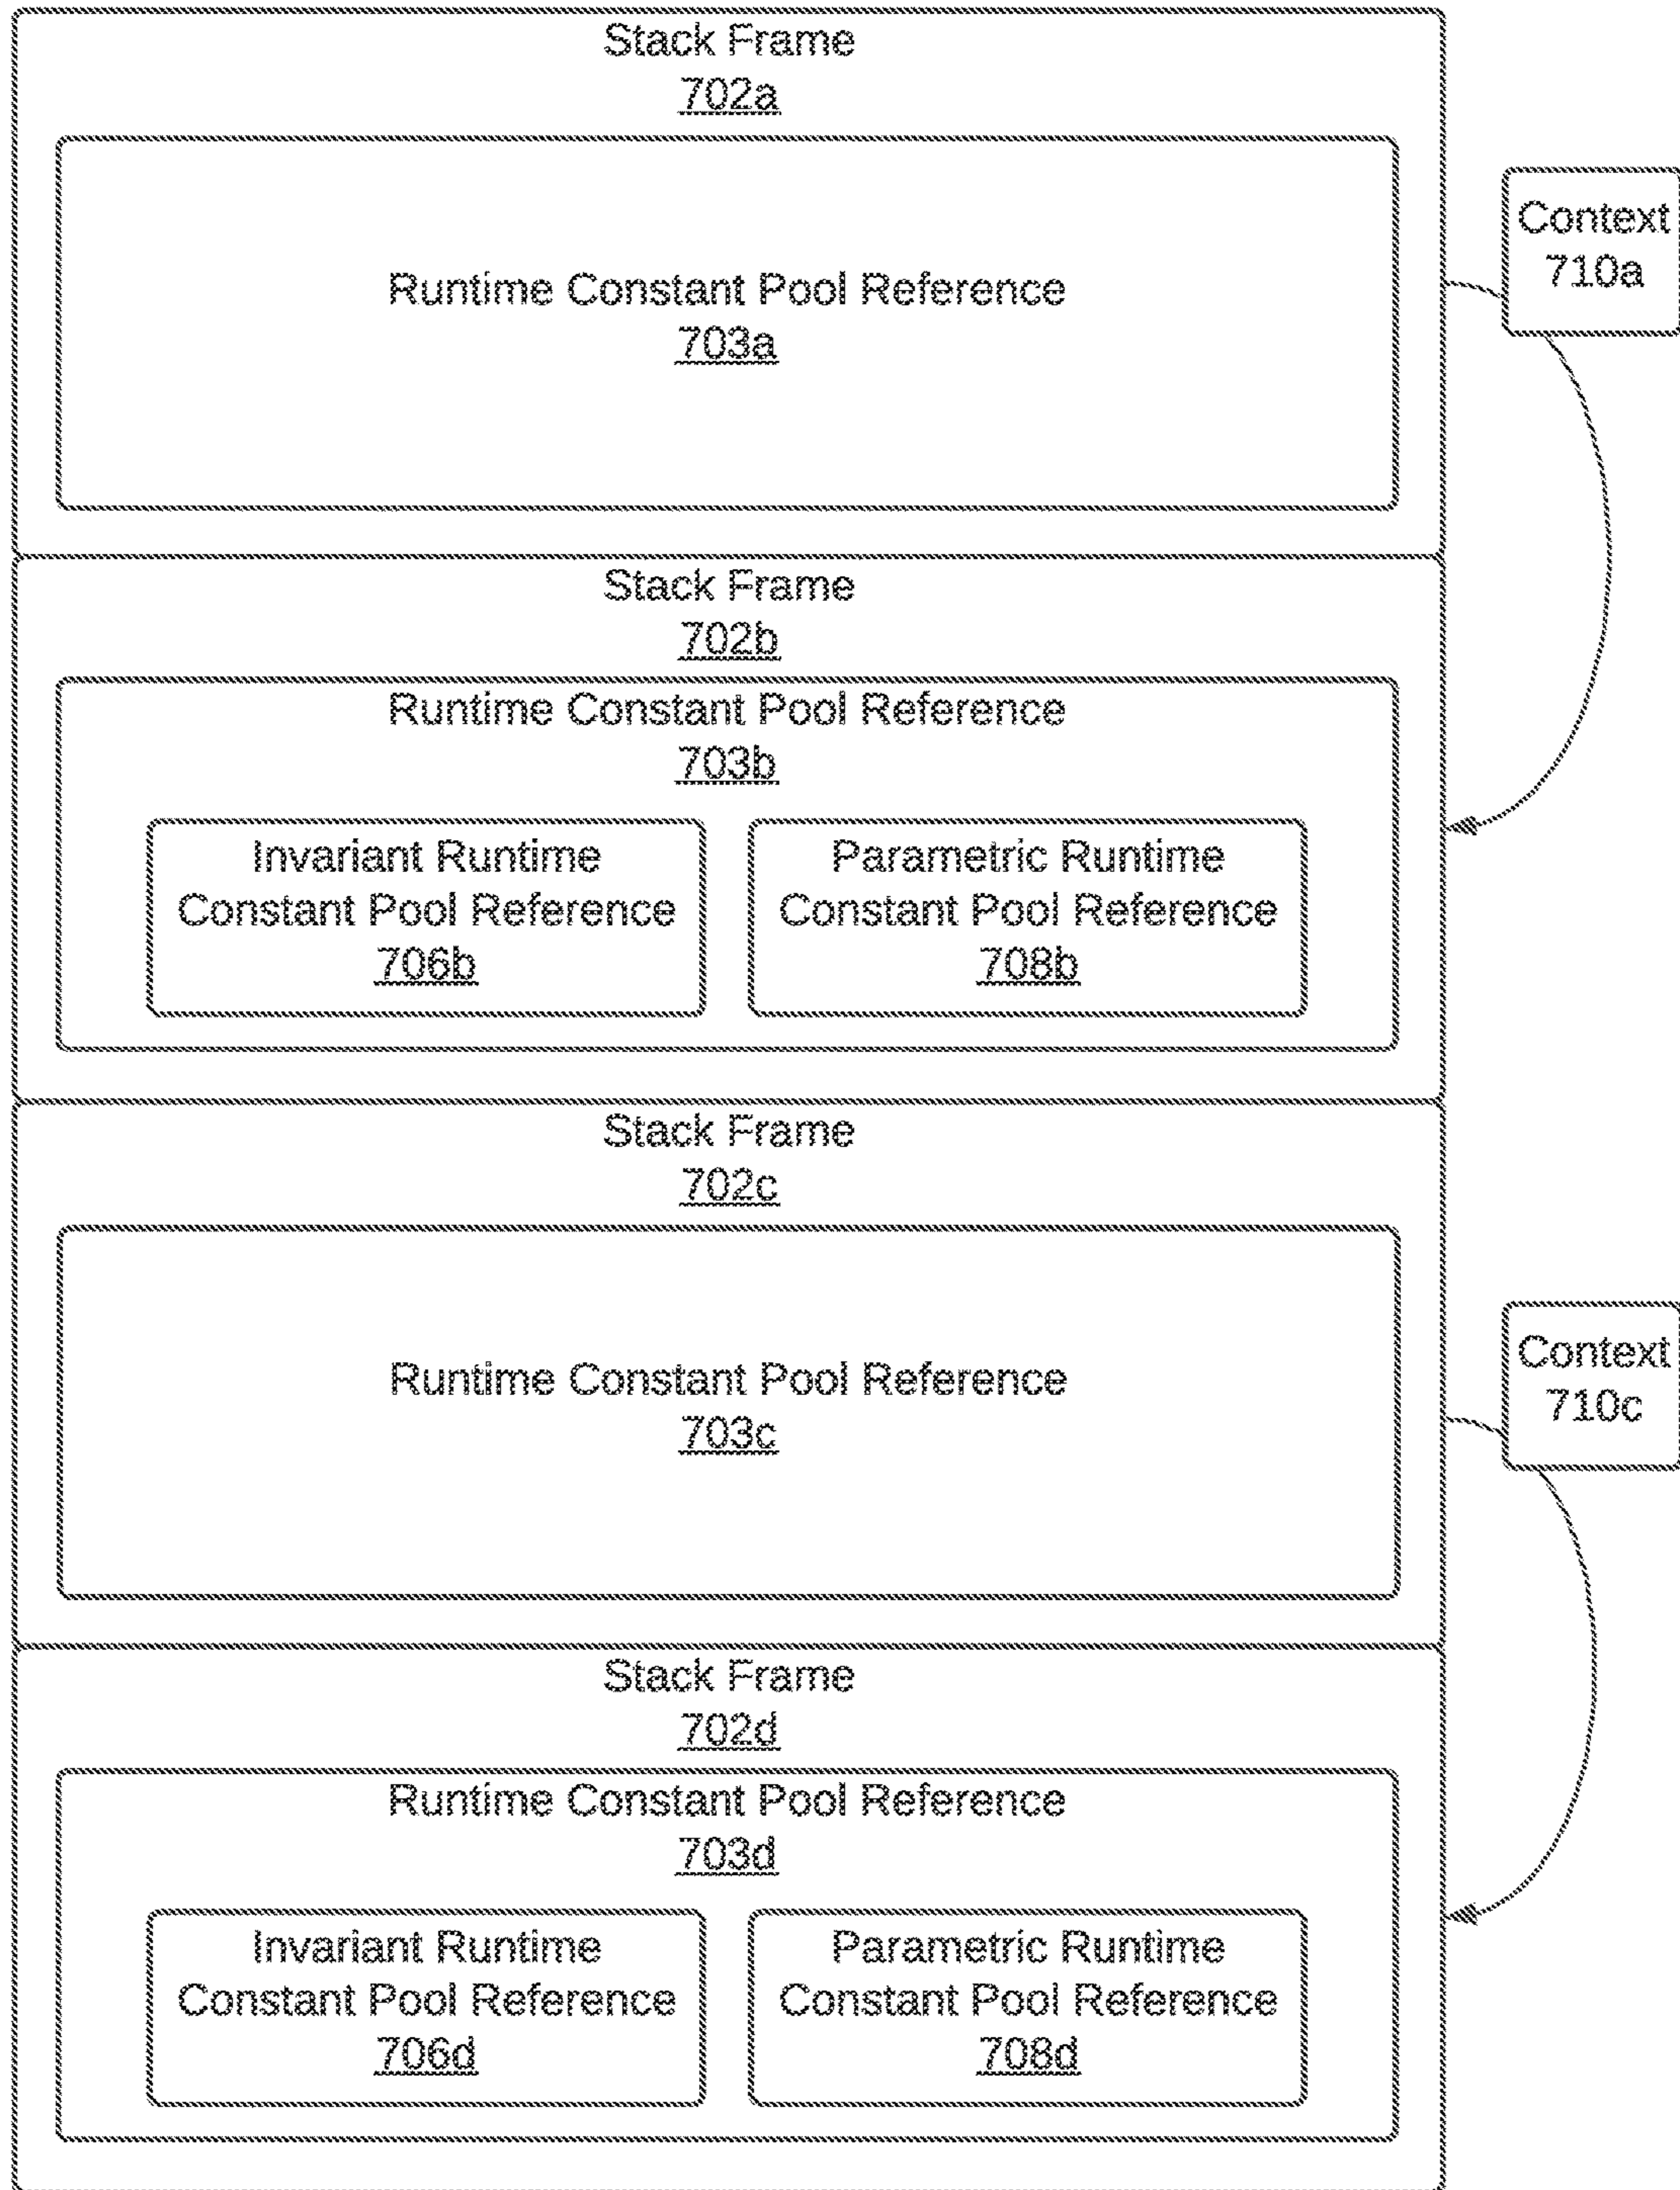 Stack Frame
702a
Runtime Constant Pool Reference
703a
Context
710a
Stack Frame
702b
Runtime Constant Pool Reference
703b
Invariant Runtime
Constant Pool Reference
706b
Parametric Runtime
Constant Pool Reference
708b
Stack Frame
702c
Runtime Constant Pool Reference
703c
Context
710c
Stack Frame
702d
Runtime Constant Pool Reference
703d
Invariant Runtime
Constant Pool Reference
706d
Parametric Runtime
Constant Pool Reference
708d